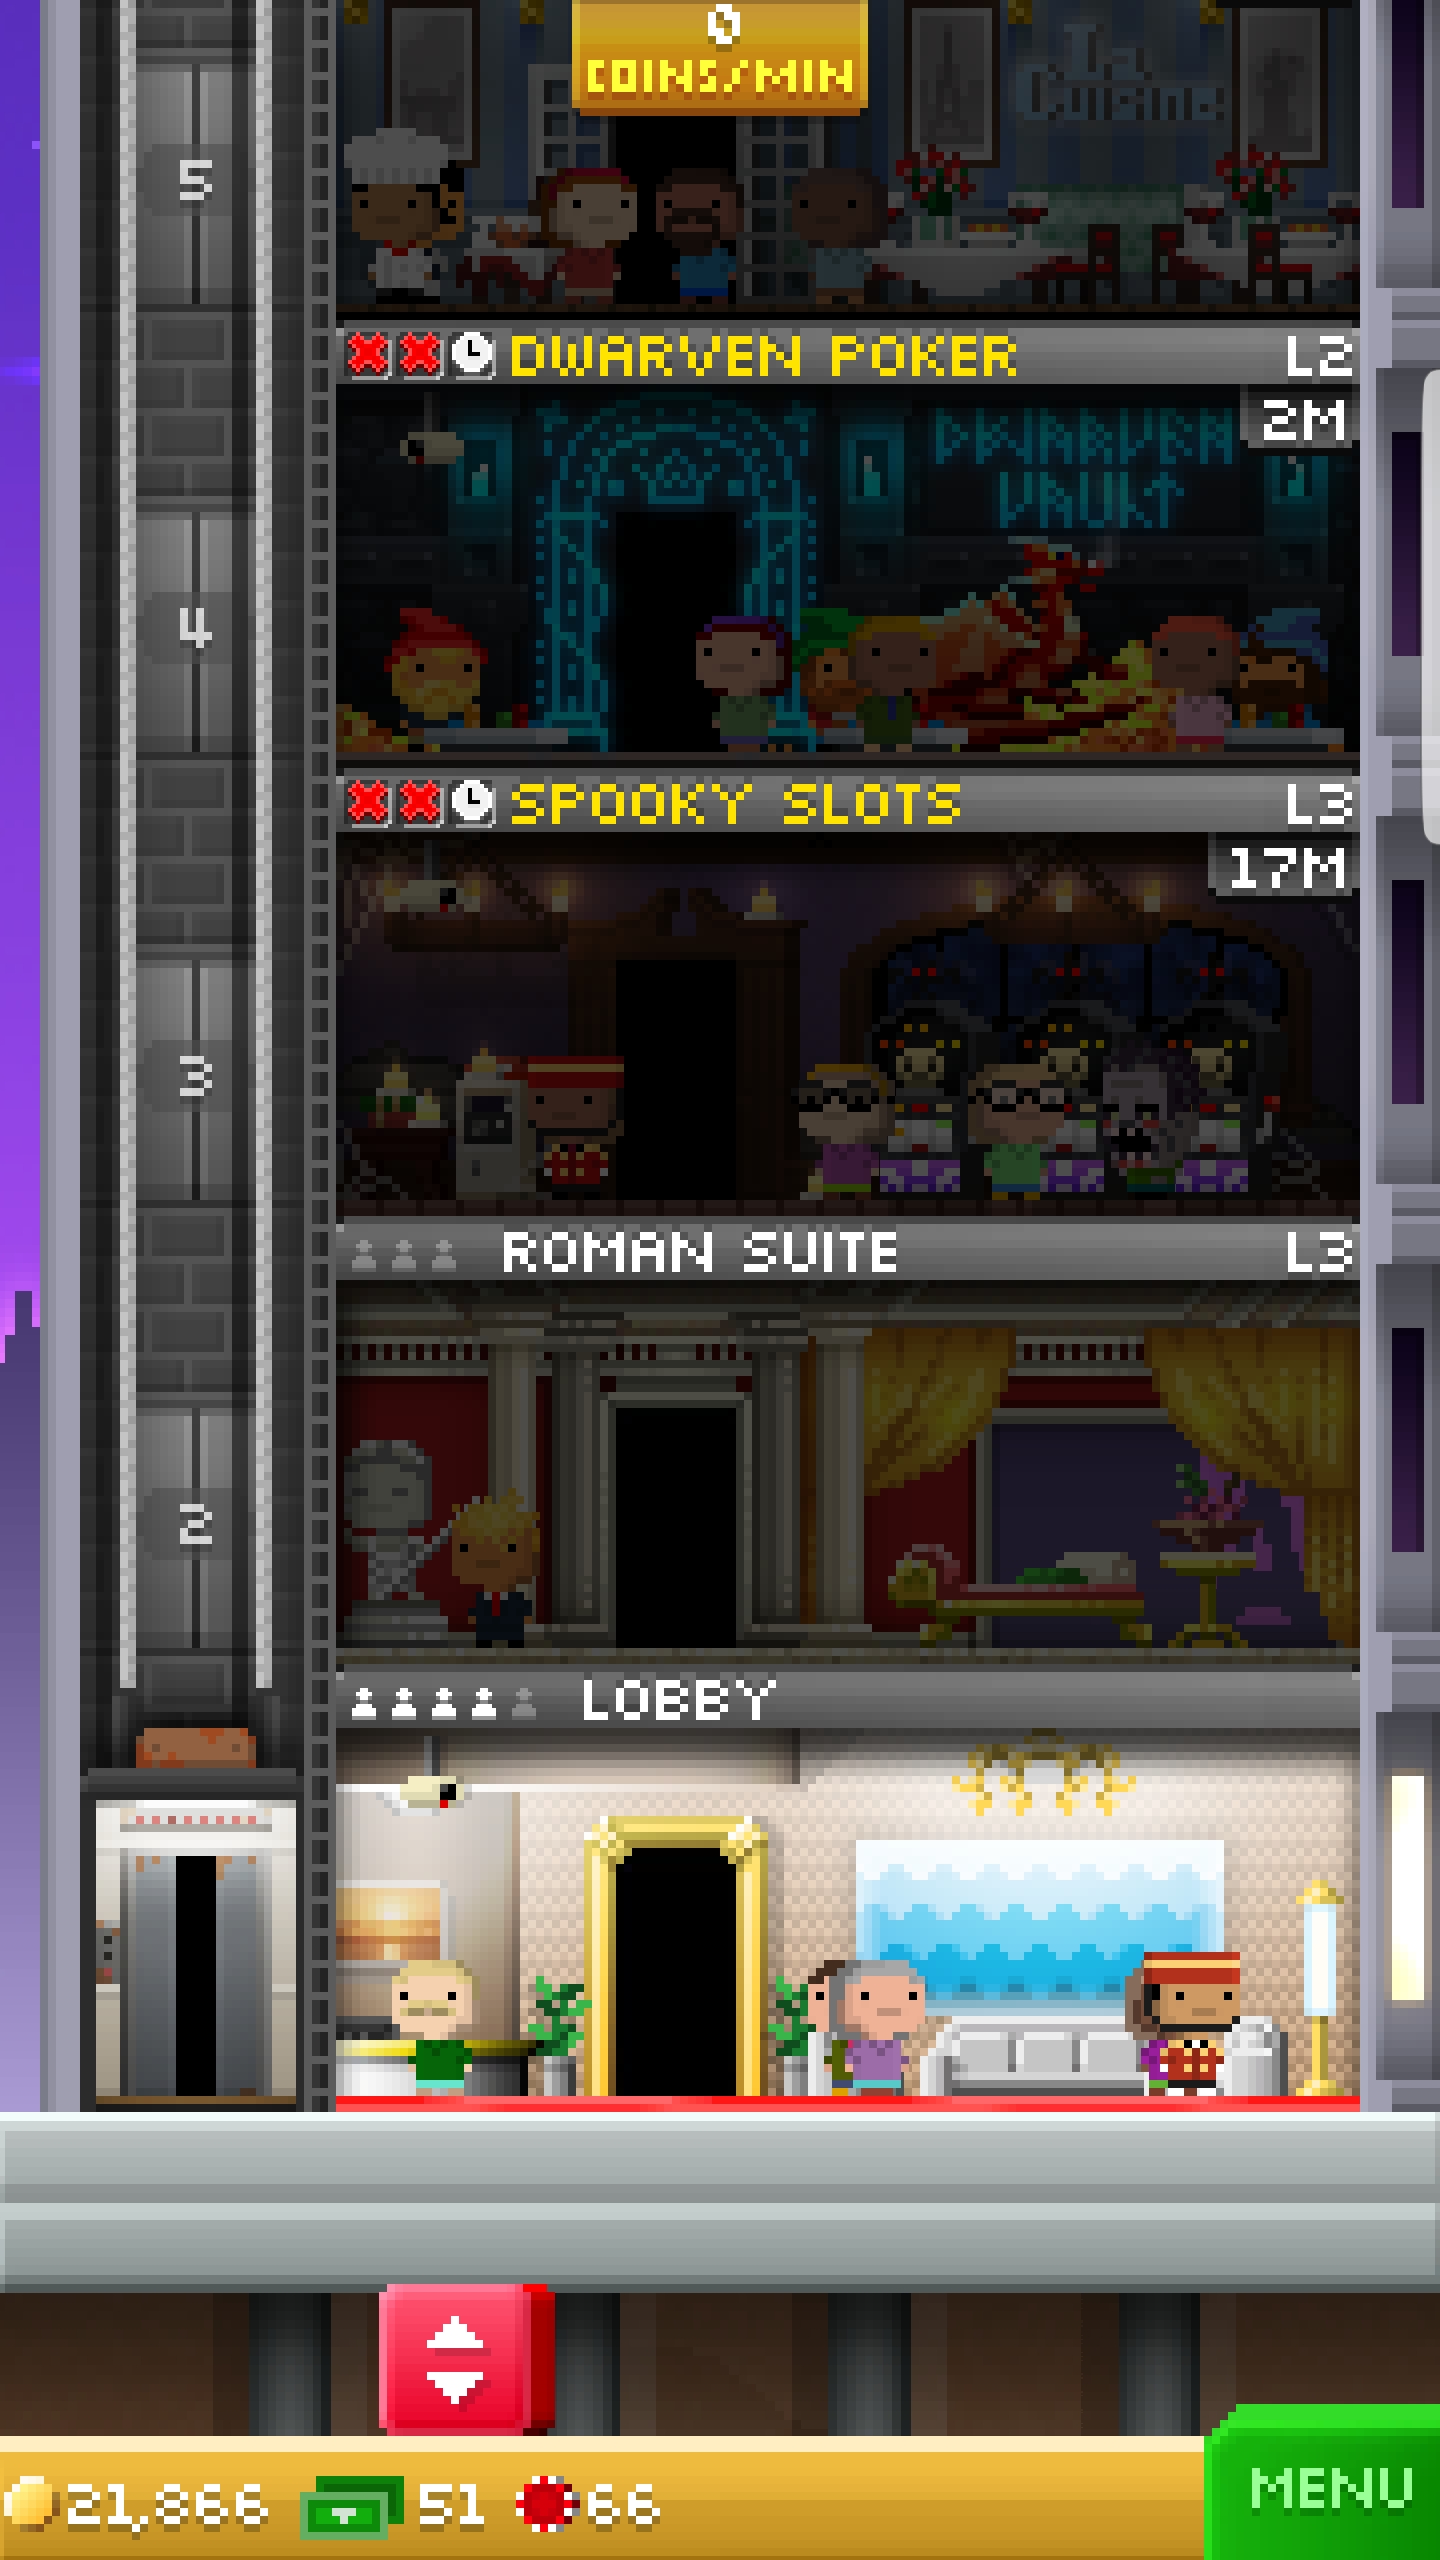 0
COINS/MIN
La
Cuisine
5
DWARVEN POKER L2
2M
DWARVEN
VAULT
4
SPOOKY SLOTS L3
17M
3
ROMAN SUITE L3
2
LOBBY
21,866 51 66
MENU